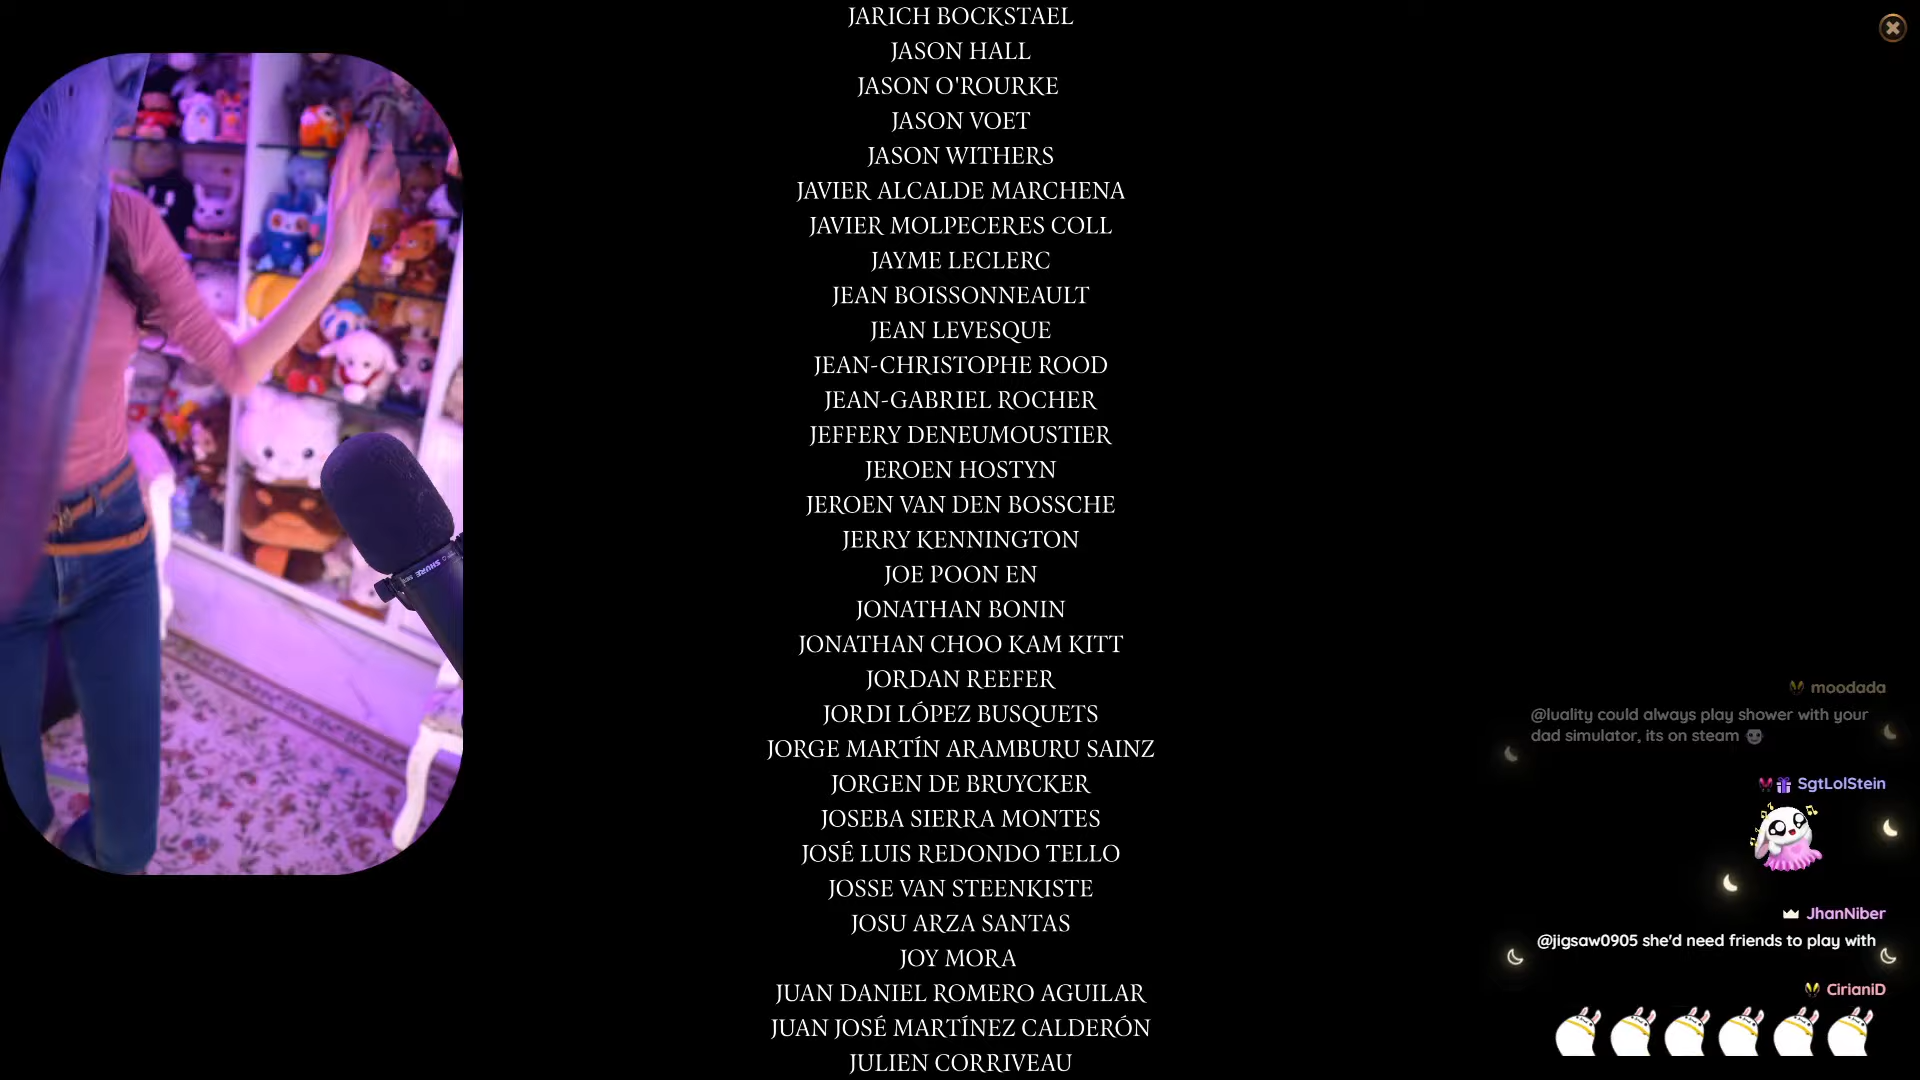 JARICH BOCKSTAEL
JASON HALL
JASON O'ROURKE
JASON VOET
JASON WITHERS
JAVIER ALCALDE MARCHENA
JAVIER MOLPECERES COLL
JAYME LECLERC
JEAN BOISSONNEAULT
JEAN LEVESQUE
JEAN-CHRISTOPHE ROOD
JEAN-GABRIEL ROCHER
JEFFERY DENEUMOUSTIER
JEROEN HOSTYN
JEROEN VAN DEN BOSSCHE
JERRY KENNINGTON
JOE POON EN
JONATHAN BONIN
JONATHAN CHOO KAM KITT
JORDAN REEFER
JORDI LÓPEZ BUSQUETS
JORGE MARTÍN ARAMBURU SAINZ
JORGEN DE BRUYCKER
JOSEBA SIERRA MONTES
JOSÉ LUIS REDONDO TELLO
JOSSE VAN STEENKISTE
JOSU ARZA SANTAS
JOY MORA
JUAN DANIEL ROMERO AGUILAR
JUAN JOSÉ MARTÍNEZ CALDERÓN
JULIEN CORRIVEAU
SHURE
moodada
@luality could always play shower with your
dad simulator, its on steam
SgtLolStein
JhanNiber
@jigsaw0905 she'd need friends to play with
CirianiD